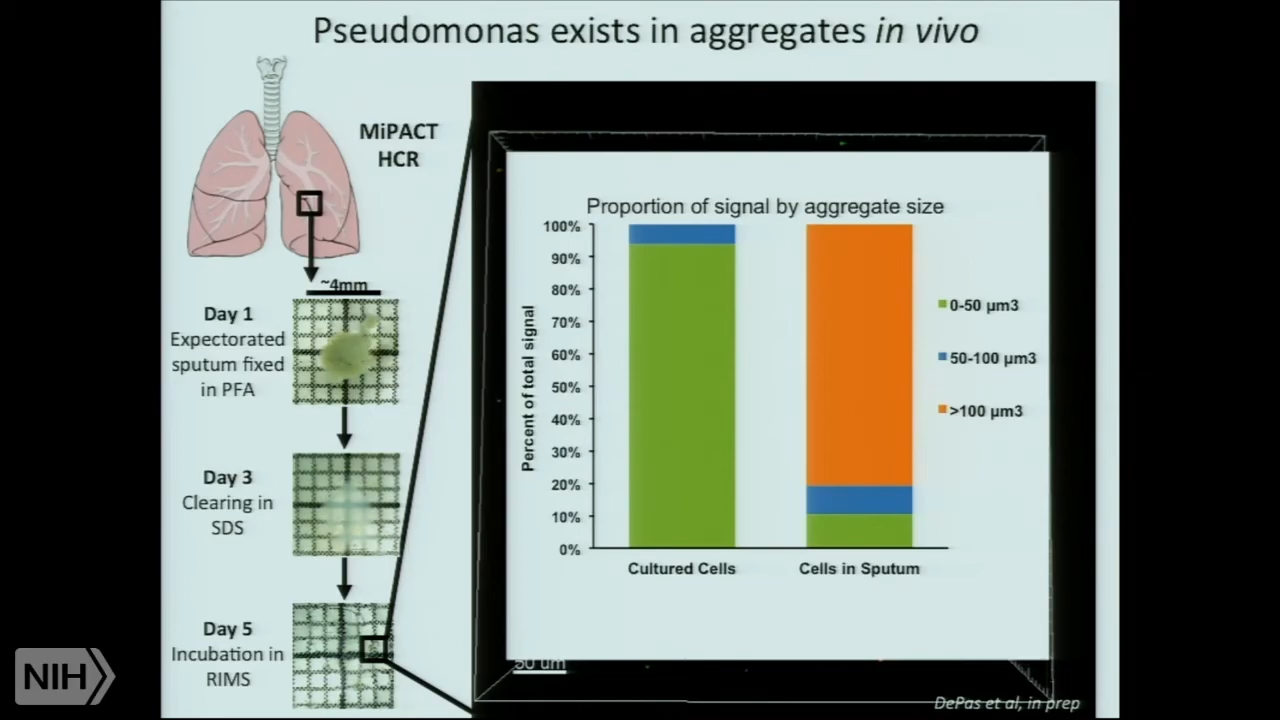 Pseudomonas exists in aggregates in vivo
MiPACT
HCR
~4mm
Day 1
Expectorated
sputum fixed
in PFA
Day 3
Clearing in
SDS
Day 5
Incubation in
RIMS
Proportion of signal by aggregate size
Percent of total signal
100%
90%
80%
70%
60%
50%
40%
30%
20%
10%
0%
Cultured Cells
Cells in Sputum
0-50 µm3
50-100 µm3
>100 µm3
50 um
DePas et al, in prep
NIH